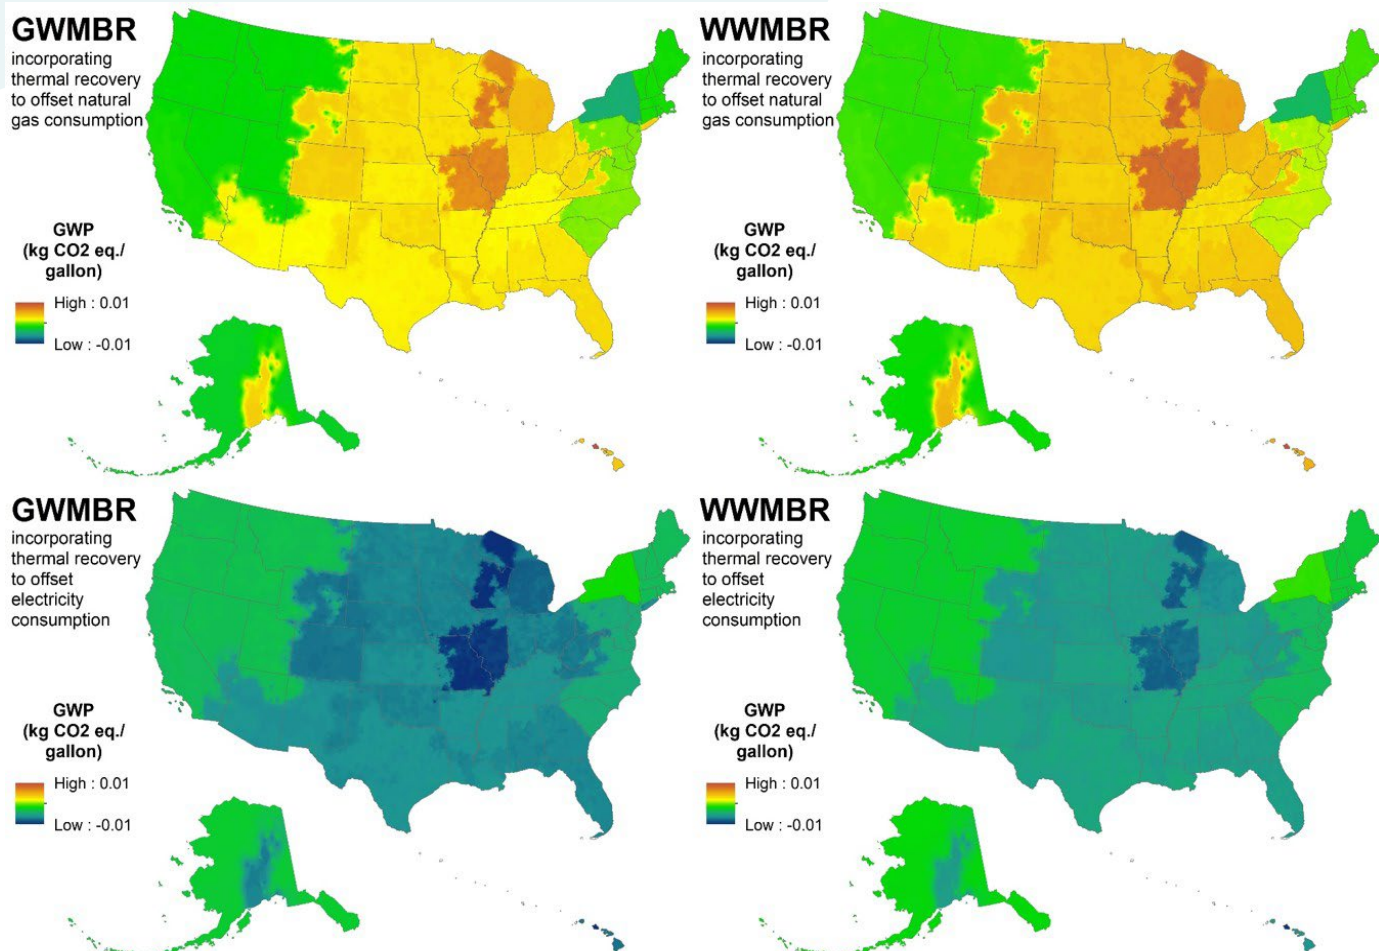 GWMBR
incorporating
thermal recovery
to offset natural
gas consumption
GWP
(kg CO2 eq./
gallon)
High : 0.01
Low : -0.01
WWMBR
incorporating
thermal recovery
to offset natural
gas consumption
GWP
(kg CO2 eq./
gallon)
High : 0.01
Low : -0.01
GWMBR
incorporating
thermal recovery
to offset
electricity
consumption
GWP
(kg CO2 eq./
gallon)
High : 0.01
Low : -0.01
WWMBR
incorporating
thermal recovery
to offset
electricity
consumption
GWP
(kg CO2 eq./
gallon)
High : 0.01
Low : -0.01